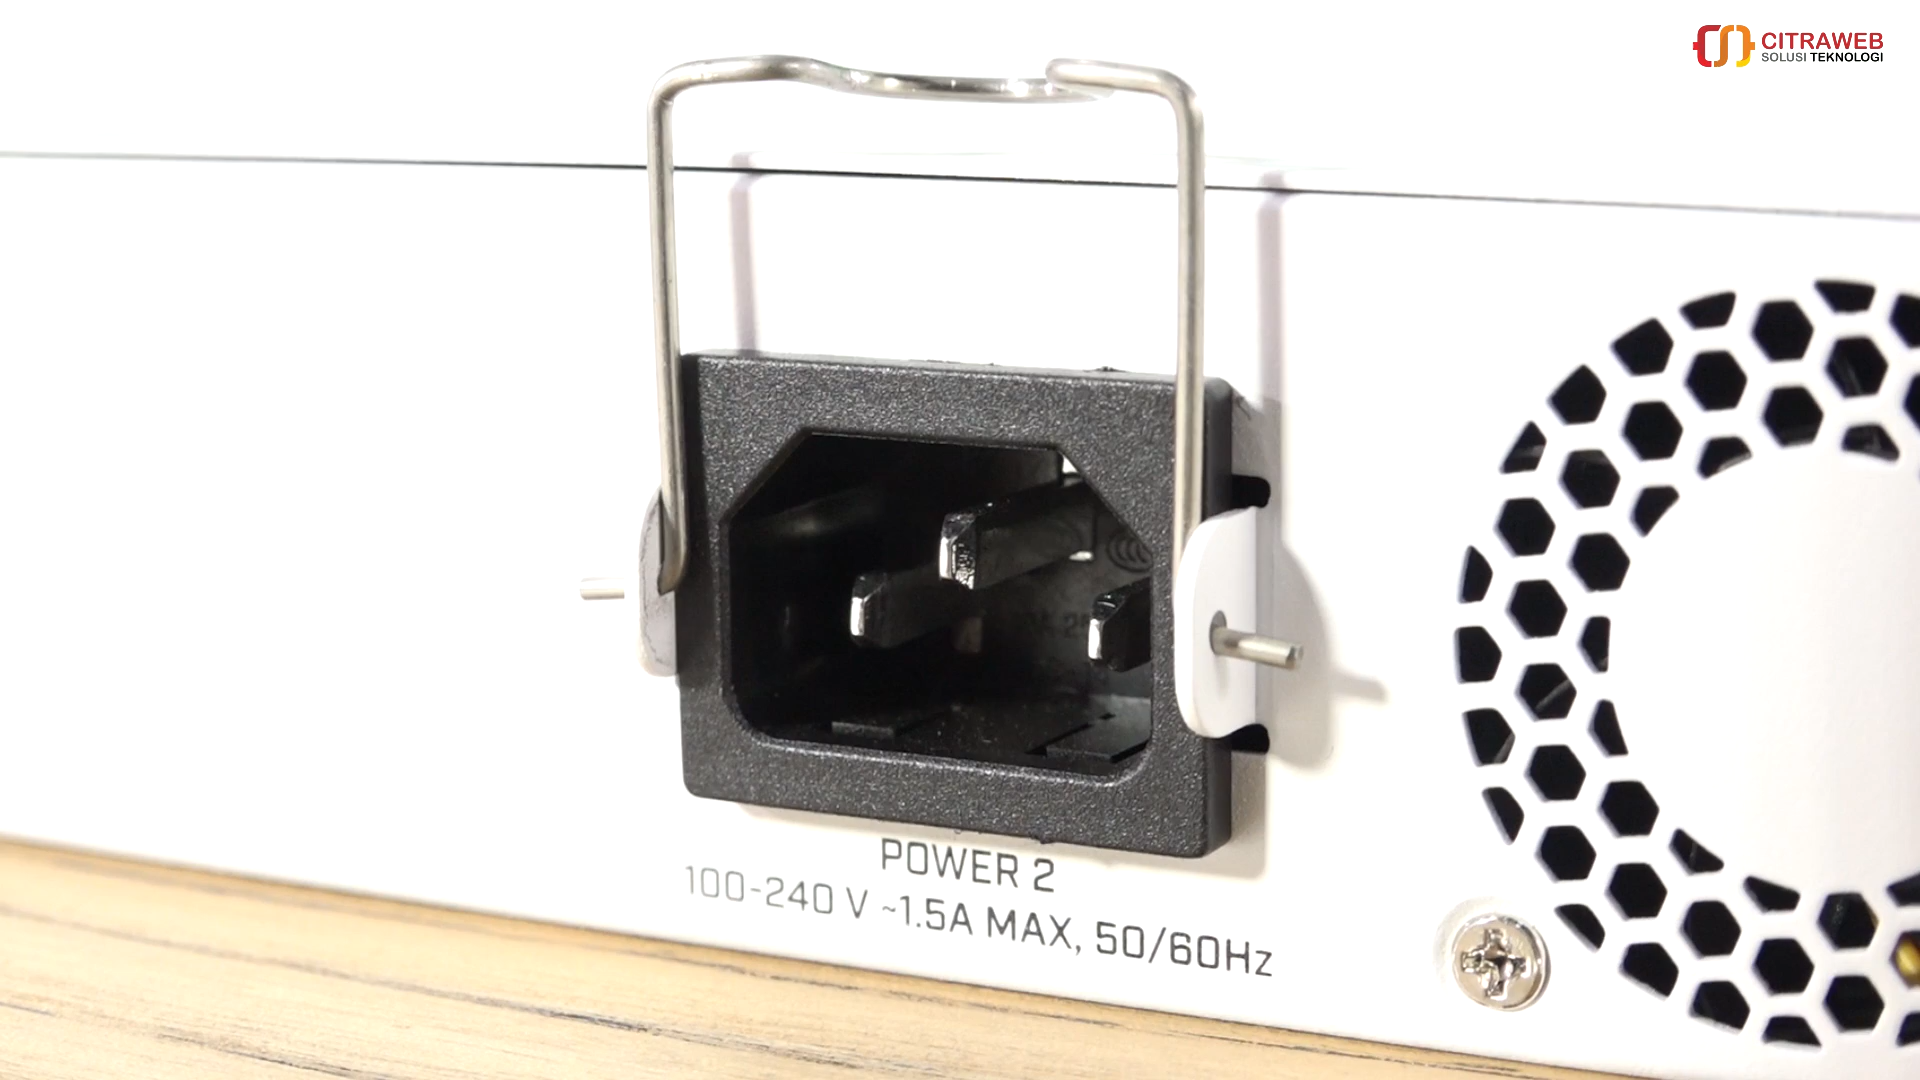 CITRAWEB
SOLUSI TEKNOLOGI
POWER 2
100-240 V ~1.5A MAX, 50/60Hz